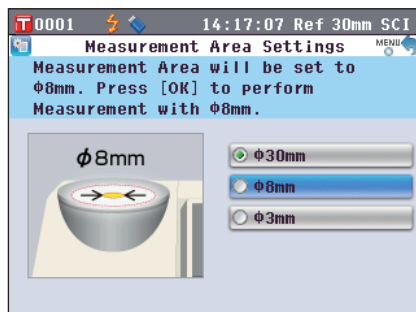 T0001 14:17:07 Ref 30mm SCI
Measurement Area Settings MENU
Measurement Area will be set to
Φ8mm. Press [OK] to perform
Measurement with Φ8mm.
ϕ8mm
Φ30mm
Φ8mm
Φ3mm